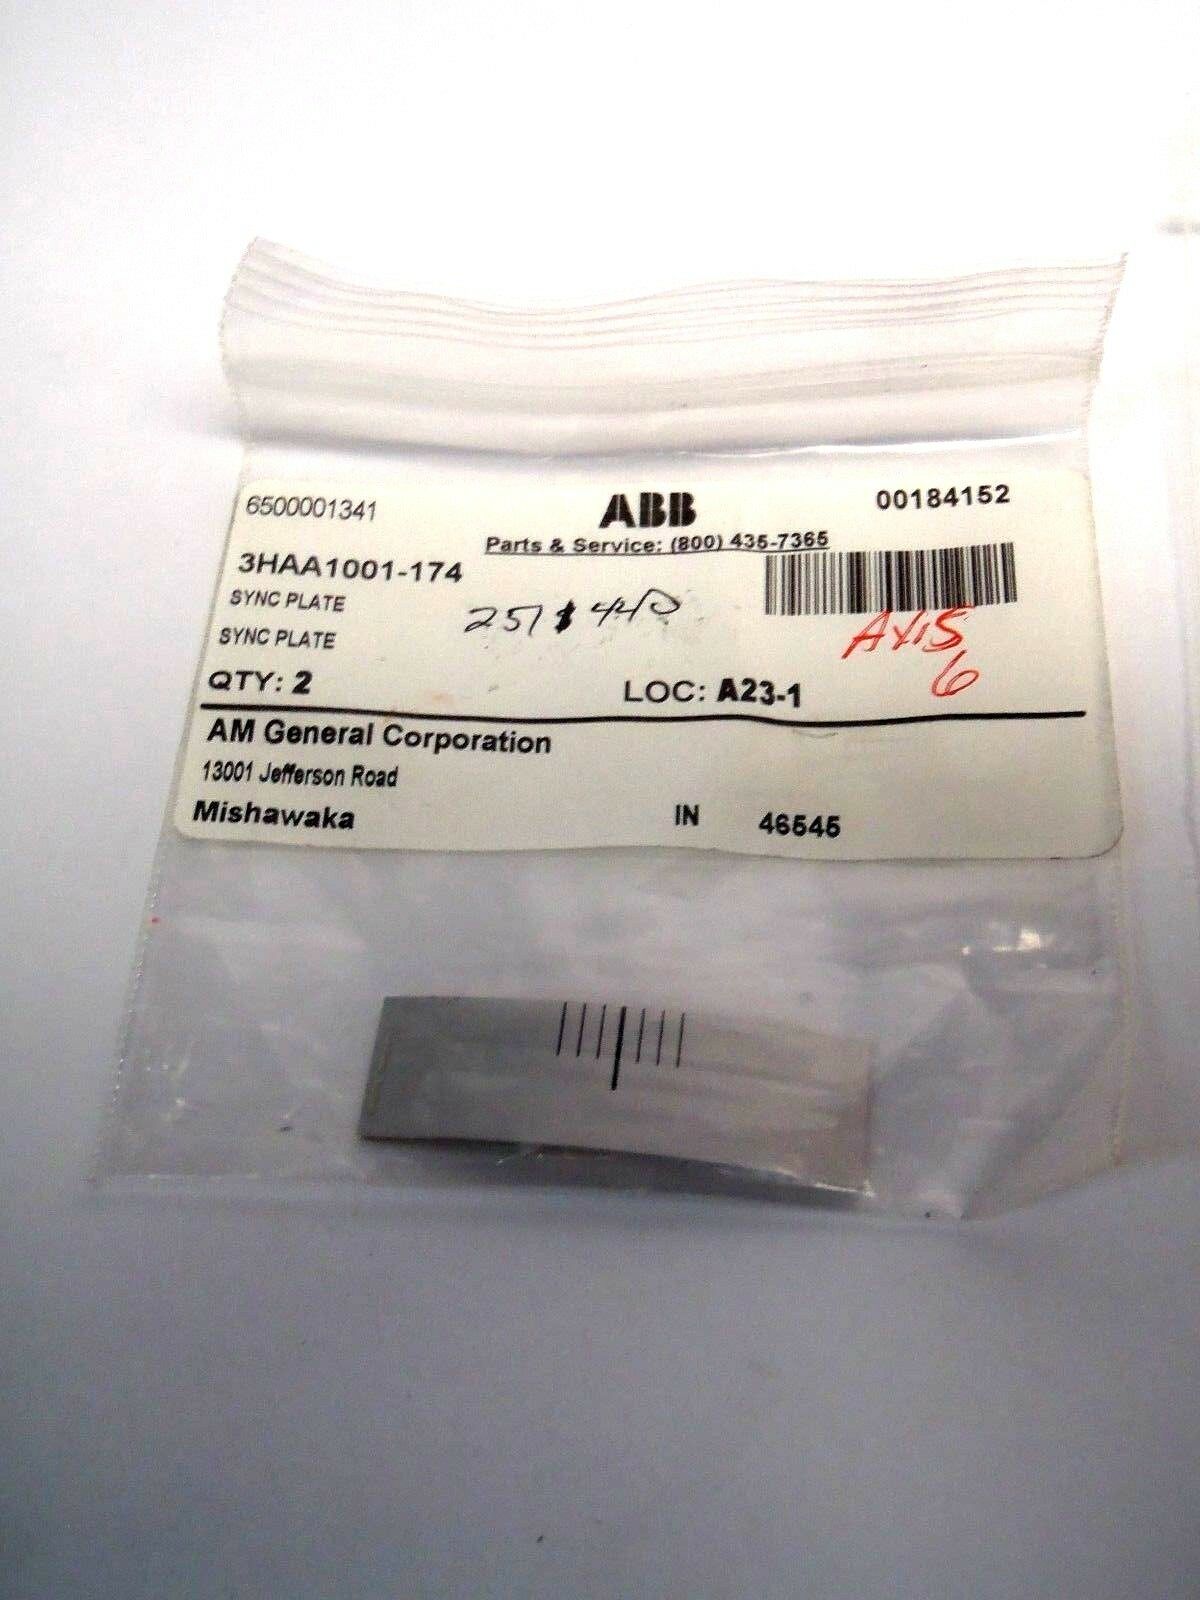 6500001341
ABB
00184152
Parts & Service: (800) 435-7365
3HAA1001-174
SYNC PLATE
SYNC PLATE
Axis
6
QTY: 2
LOC: A23-1
AM General Corporation
13001 Jefferson Road
Mishawaka IN 46545